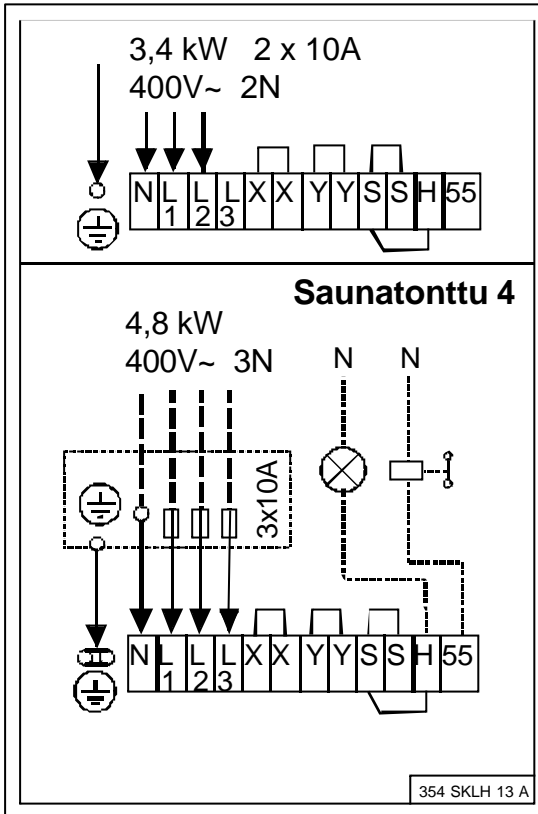 3,4 kW 2 x 10A
400V~ 2N
N L1 L2 L3 X X Y Y S S H 55
Saunatonttu 4
4,8 kW
400V~ 3N
N N
3x10A
N L1 L2 L3 X X Y Y S S H 55
354 SKLH 13 A